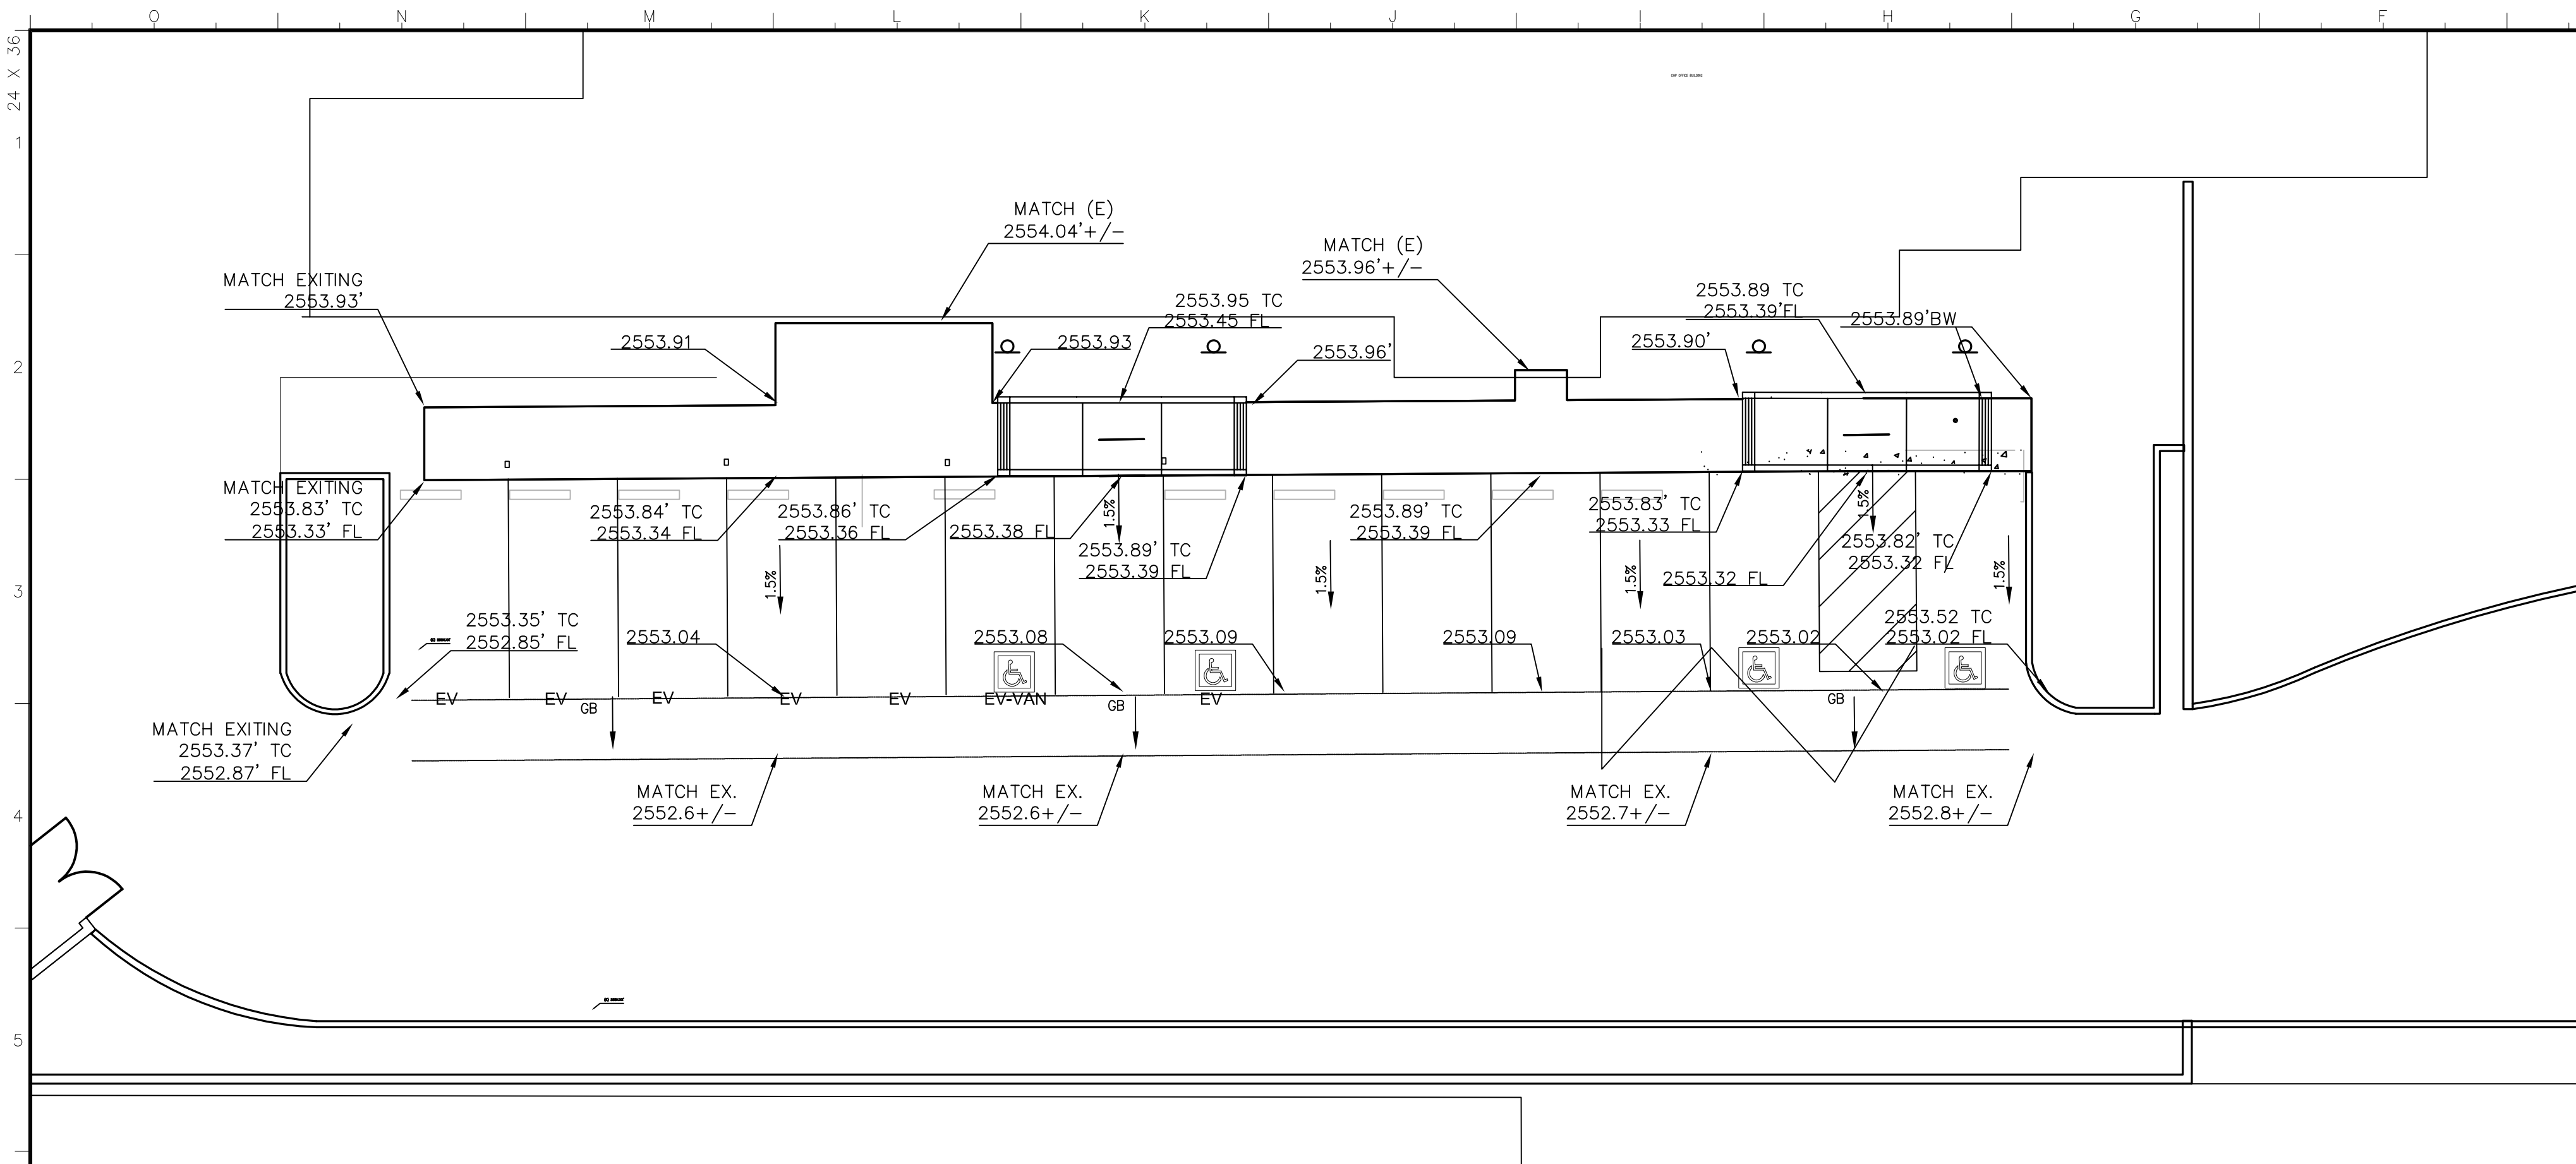 O N M L K J I H G F
24 X 36
1
CHP OFFICE BUILDING
MATCH (E)
2554.04'+/-
MATCH (E)
2553.96'+/-
MATCH EXITING
2553.93'
2553.95 TC
2553.45 FL
2553.89 TC
2553.39'FL
2553.89'BW
2553.91
2553.93
2553.96'
2553.90'
2
MATCH EXISTING
2553.83' TC
2553.33' FL
2553.84' TC
2553.34 FL
2553.86' TC
2553.36 FL
2553.38 FL
1.5%
2553.89' TC
2553.39 FL
2553.89' TC
2553.39 FL
2553.83' TC
2553.33 FL
1.5%
2553.82' TC
2553.32 FL
2553.32 FL
1.5%
1.5%
1.5%
1.5%
3
2553.35' TC
2552.85' FL
2553.04
2553.08
2553.09
2553.09
2553.03
2553.02
2553.52 TC
2553.02 FL
EV EV EV EV EV EV-VAN EV
GB GB GB
MATCH EXISTING
2553.37' TC
2552.87' FL
MATCH EX.
2552.6+/-
MATCH EX.
2552.6+/-
MATCH EX.
2552.7+/-
MATCH EX.
2552.8+/-
4
5